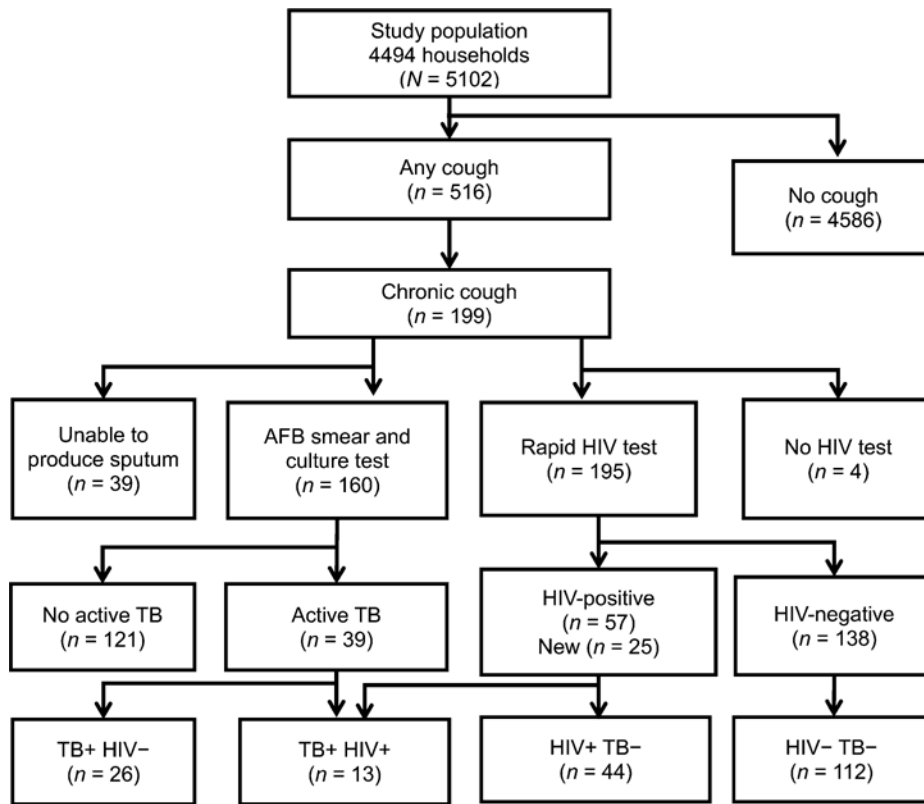 Study population
4494 households
(N = 5102)
Any cough
(n = 516)
No cough
(n = 4586)
Chronic cough
(n = 199)
Unable to
produce sputum
(n = 39)
AFB smear and
culture test
(n = 160)
Rapid HIV test
(n = 195)
No HIV test
(n = 4)
No active TB
(n = 121)
Active TB
(n = 39)
HIV-positive
(n = 57)
New (n = 25)
HIV-negative
(n = 138)
TB+ HIV−
(n = 26)
TB+ HIV+
(n = 13)
HIV+ TB−
(n = 44)
HIV− TB−
(n = 112)